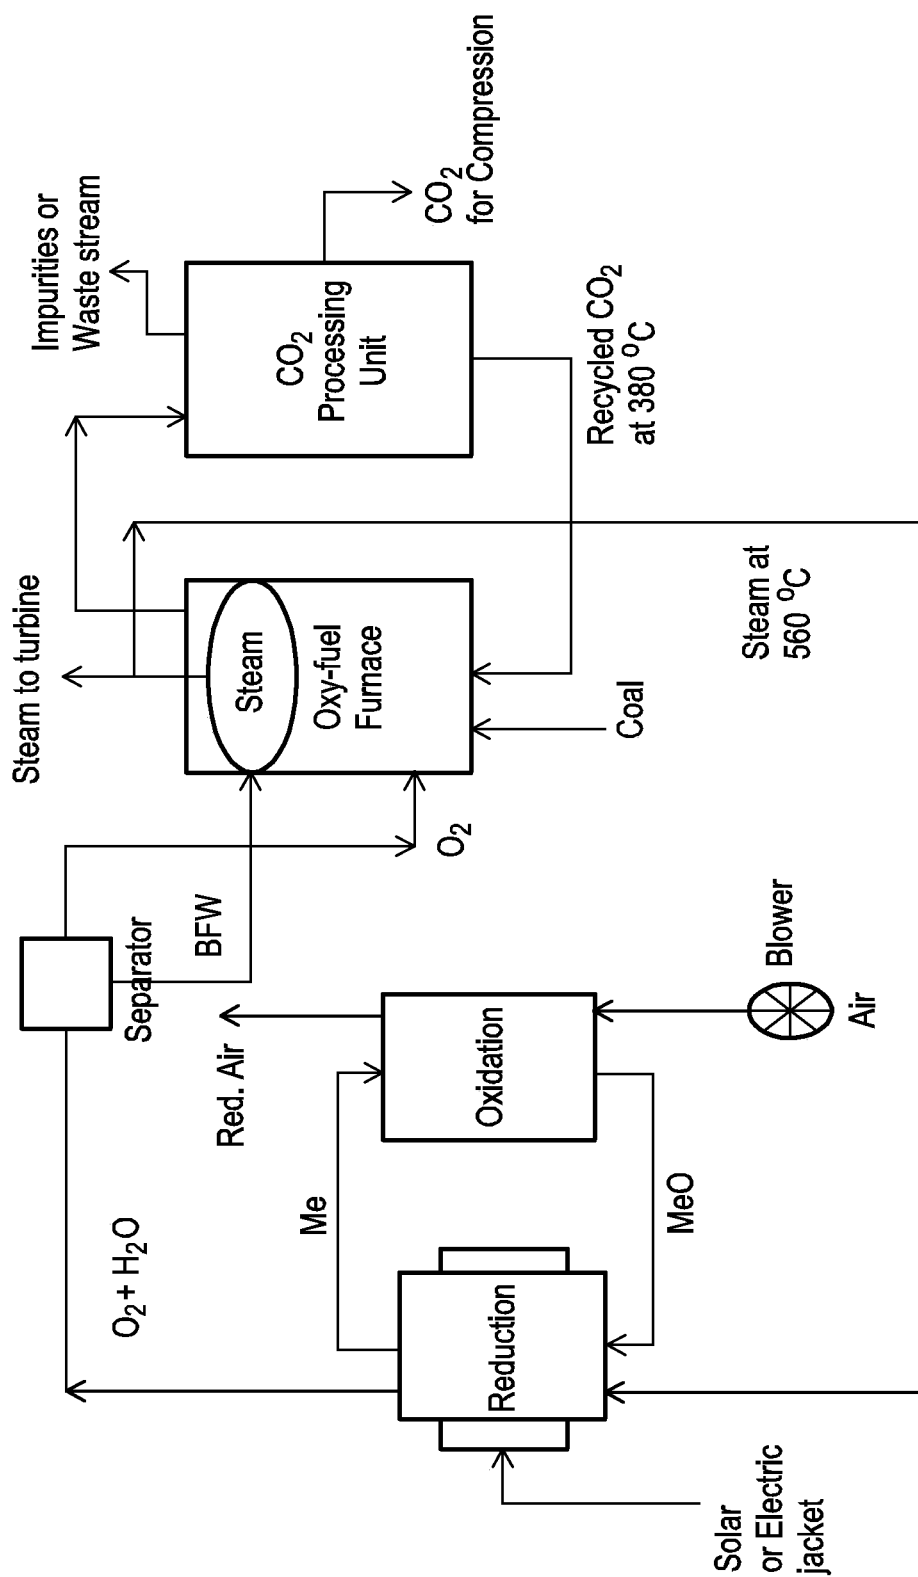 Solar
or Electric
jacket
Reduction
O₂ + H₂O
Me
MeO
Oxidation
Red. Air
Blower
Air
Separator
BFW
O₂
Steam to turbine
Steam
Oxy-fuel
Furnace
Coal
Steam at
560 °C
Recycled CO₂
at 380 °C
Impurities or
Waste stream
CO₂
Processing
Unit
CO₂
for Compression